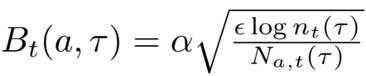 $B_t(a, \tau) = \alpha \sqrt{\frac{\epsilon \log n_t(\tau)}{N_{a,t}(\tau)}}$